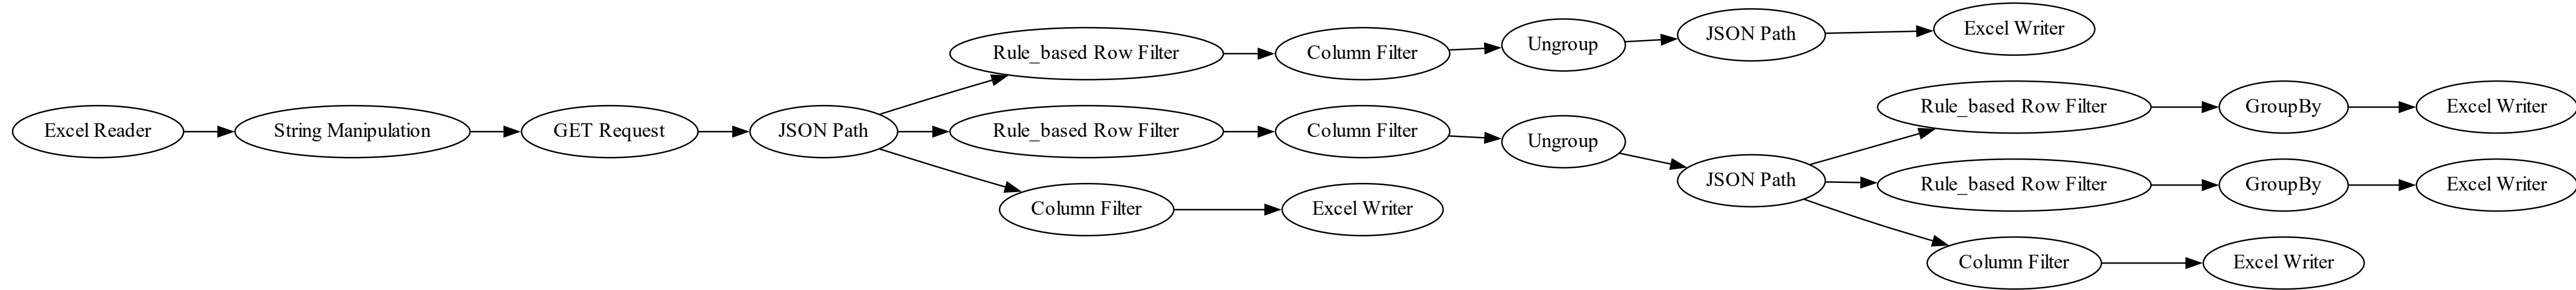 Excel Reader
String Manipulation
GET Request
JSON Path
Rule_based Row Filter
Column Filter
Ungroup
JSON Path
Excel Writer
Rule_based Row Filter
Column Filter
Ungroup
JSON Path
Rule_based Row Filter
GroupBy
Excel Writer
Rule_based Row Filter
GroupBy
Excel Writer
Column Filter
Excel Writer
Column Filter
Excel Writer